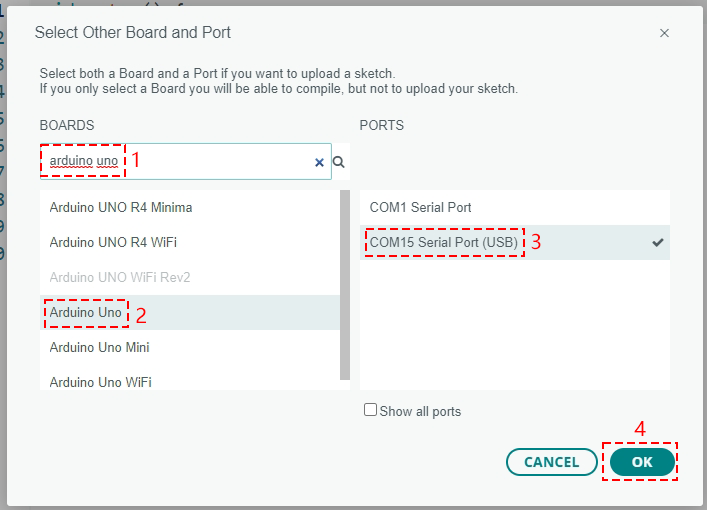 Select Other Board and Port
Select both a Board and a Port if you want to upload a sketch.
If you only select a Board you will be able to compile, but not to upload your sketch.
BOARDS
PORTS
arduino uno
1
Arduino UNO R4 Minima
Arduino UNO R4 WiFi
Arduino UNO WiFi Rev2
Arduino Uno
2
Arduino Uno Mini
Arduino Uno WiFi
COM1 Serial Port
COM15 Serial Port (USB)
3
Show all ports
4
CANCEL
OK